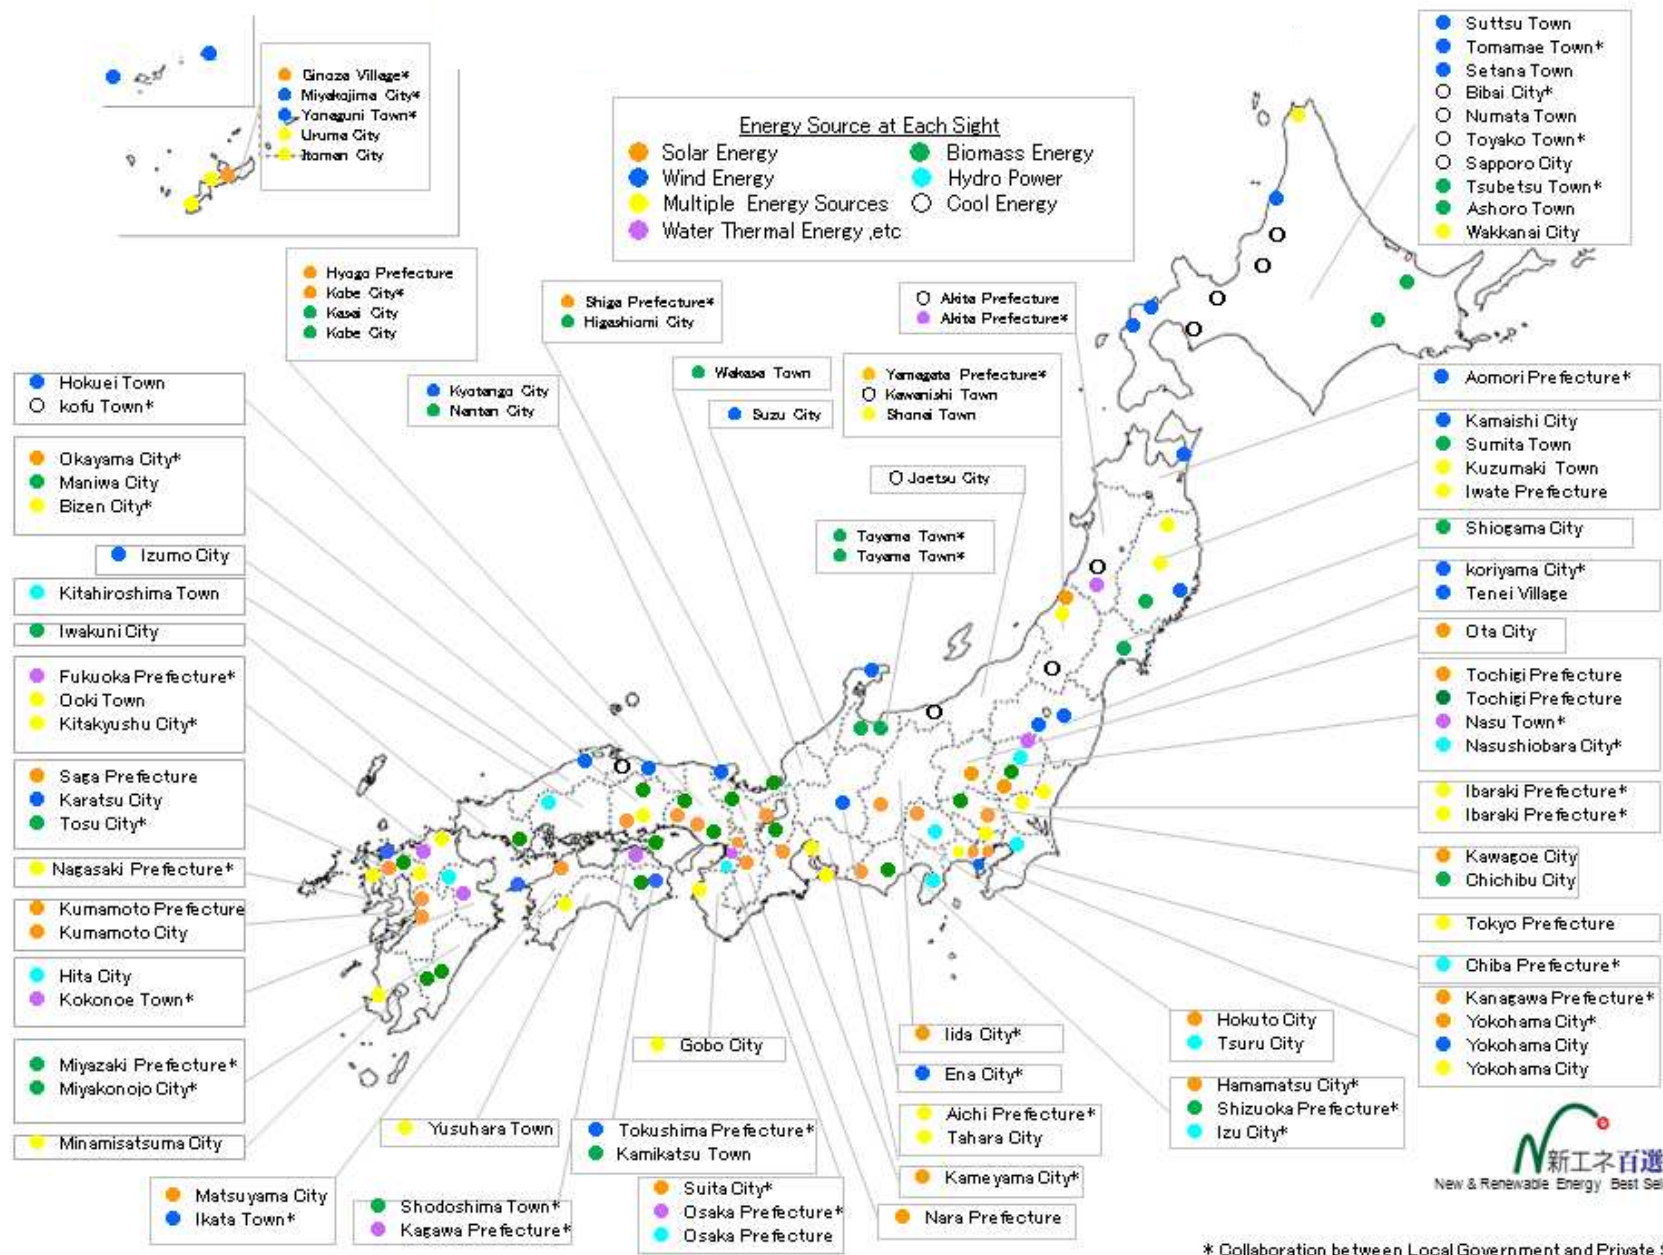 Ginoza Village*
Miyakojima City*
Yonaguni Town*
Uruma City
Itoman City
Energy Source at Each Sight
Solar Energy
Biomass Energy
Wind Energy
Hydro Power
Multiple Energy Sources
Cool Energy
Water Thermal Energy ,etc
Suttsu Town
Tomamae Town*
Setana Town
Bibai City*
Numata Town
Toyako Town*
Sapporo City
Tsubetsu Town*
Ashoro Town
Wakkanai City
Hyogo Prefecture
Kobe City*
Kasai City
Kobe City
Shiga Prefecture*
Higashiomi City
Akita Prefecture
Akita Prefecture*
Hokuei Town
kofu Town*
Kyotango City
Nantan City
Wakasa Town
Suzu City
Yamagata Prefecture*
Kawanishi Town
Shonai Town
Aomori Prefecture*
Okayama City*
Maniwa City
Bizen City*
Joetsu City
Kamaishi City
Sumita Town
Kuzumaki Town
Iwate Prefecture
Izumo City
Toyama Town*
Toyama Town*
Shiogama City
Kitahiroshima Town
koriyama City*
Tenei Village
Iwakuni City
Ota City
Fukuoka Prefecture*
Ooki Town
Kitakyushu City*
Tochigi Prefecture
Tochigi Prefecture
Nasu Town*
Nasushiobara City*
Saga Prefecture
Karatsu City
Tosu City*
Ibaraki Prefecture*
Ibaraki Prefecture*
Nagasaki Prefecture*
Kawagoe City
Chichibu City
Kumamoto Prefecture
Kumamoto City
Tokyo Prefecture
Hita City
Kokonoe Town*
Chiba Prefecture*
Kanagawa Prefecture*
Yokohama City*
Yokohama City
Yokohama City
Miyazaki Prefecture*
Miyakonojo City*
Gobo City
Iida City*
Hokuto City
Tsuru City
Ena City*
Hamamatsu City*
Shizuoka Prefecture*
Izu City*
Minamisatsuma City
Yusuhara Town
Tokushima Prefecture*
Kamikatsu Town
Aichi Prefecture*
Tahara City
Kameyama City*
Matsuyama City
Ikata Town*
Shodoshima Town*
Kagawa Prefecture*
Suita City*
Osaka Prefecture*
Osaka Prefecture
Nara Prefecture
新エネ百選
New & Renewable Energy Best Sel
* Collaboration between Local Government and Private